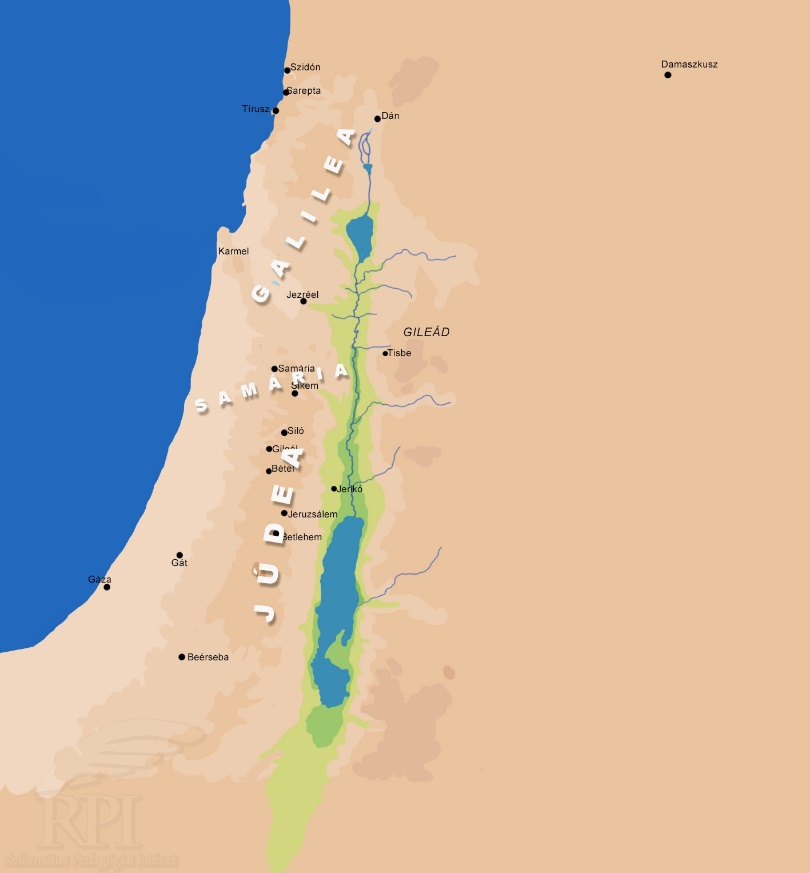 Szidón
Damaszkusz
Sarepta
Tírusz
Dán
GALILEA
Karmel
Jezréel
GILEÁD
Tisbe
Samária
SAMÁRIA
Sikem
Siló
Gilgál
Bétel
Jerikó
Jeruzsálem
Betlehem
JÚDEA
Gát
Gáza
Beérseba
RPI